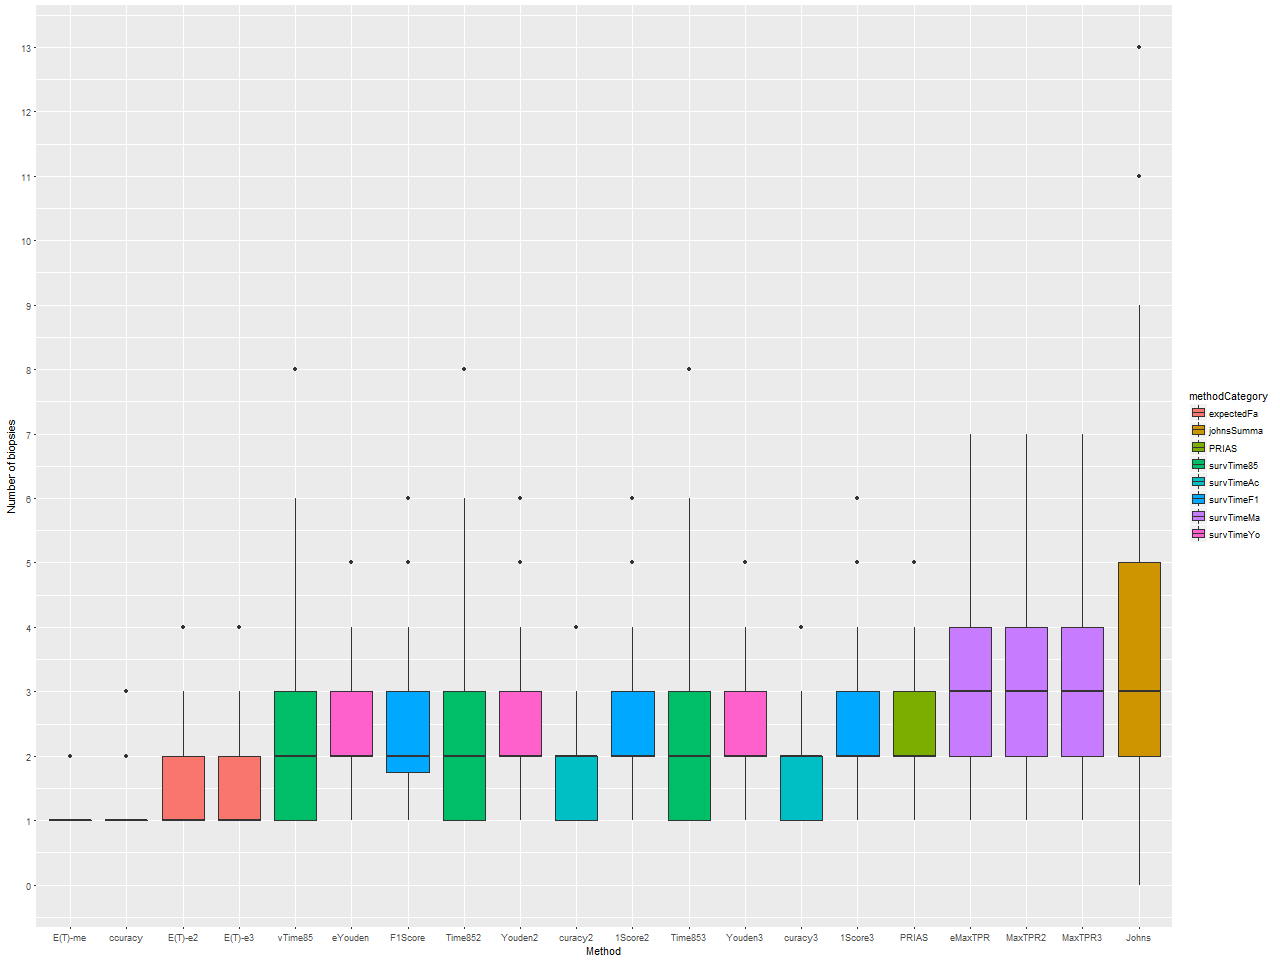 13
12
11
10
9
8
7
6
5
4
3
2
1
0
Number of biopsies
E(T)-me ccuracy E(T)-e2 E(T)-e3 vTime85 eYouden F1Score Time852 Youden2 curacy2 1Score2 Time853 Youden3 curacy3 1Score3 PRIAS eMaxTPR MaxTPR2 MaxTPR3 Johns
Method
methodCategory
expectedFa
johnsSumma
PRIAS
survTime85
survTimeAc
survTimeF1
survTimeMa
survTimeYo